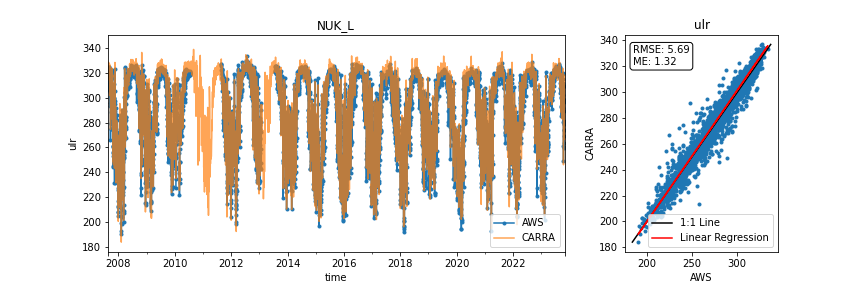 NUK_L
ulr
340
320
300
280
260
240
220
200
180
2008
2010
2012
2014
2016
2018
2020
2022
time
AWS
CARRA
ulr
CARRA
340
320
300
280
260
240
220
200
180
RMSE: 5.69
ME: 1.32
1:1 Line
Linear Regression
200
250
300
AWS